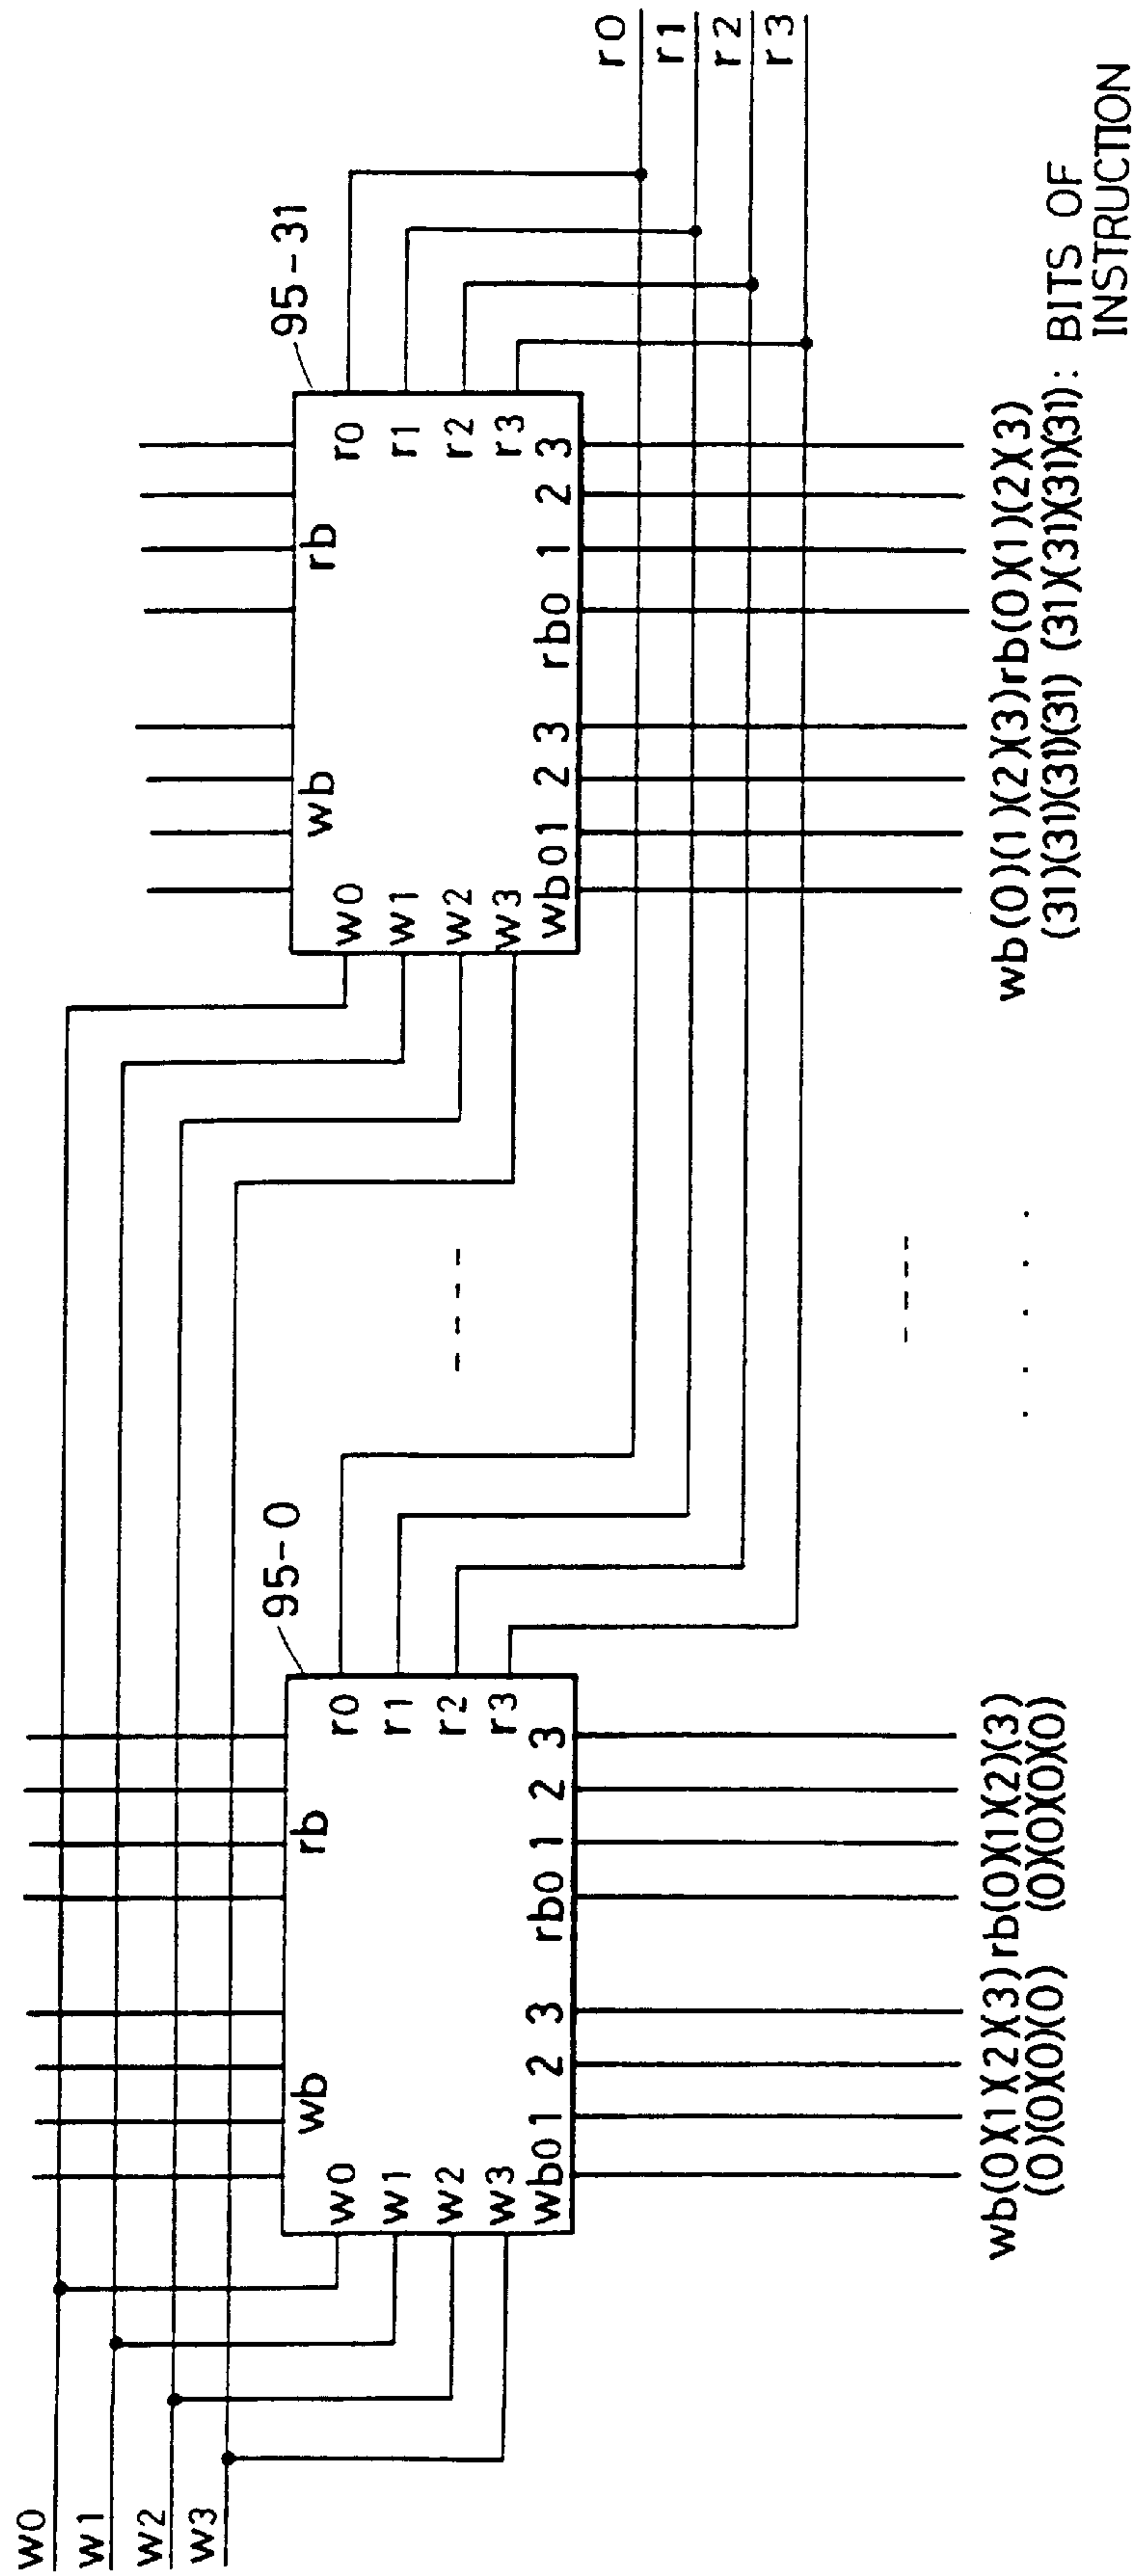 w0
w1
w2
w3
95-0
wb
rb
w0
w1
w2
w3
r0
r1
r2
r3
wb0 1 2 3
rb0 1 2 3
wb(0)(1)(2)(3)rb(0)(1)(2)(3)
(0)(0)(0)(0) (0)(0)(0)(0)
95-31
wb
rb
w0
w1
w2
w3
r0
r1
r2
r3
wb0 1 2 3
rb0 1 2 3
wb(0)(1)(2)(3)rb(0)(1)(2)(3)
(31)(31)(31)(31) (31)(31)(31)(31): BITS OF
INSTRUCTION
r0
r1
r2
r3